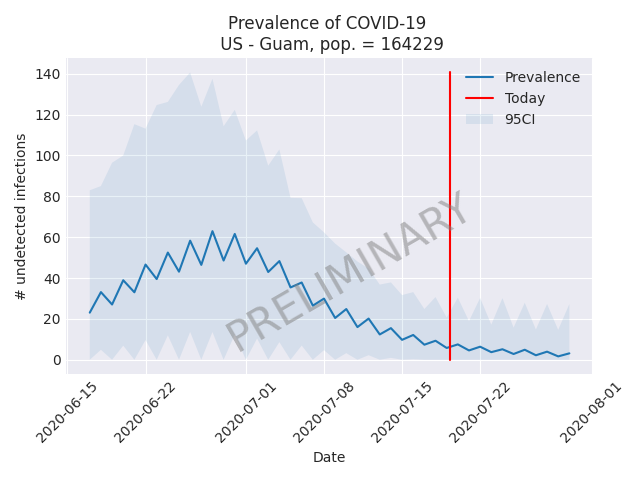 Prevalence of COVID-19
US - Guam, pop. = 164229
Prevalence
Today
95CI
140
120
100
80
60
40
20
0
# undetected infections
PRELIMINARY
2020-06-15
2020-06-22
2020-07-01
2020-07-08
2020-07-15
2020-07-22
2020-08-01
Date